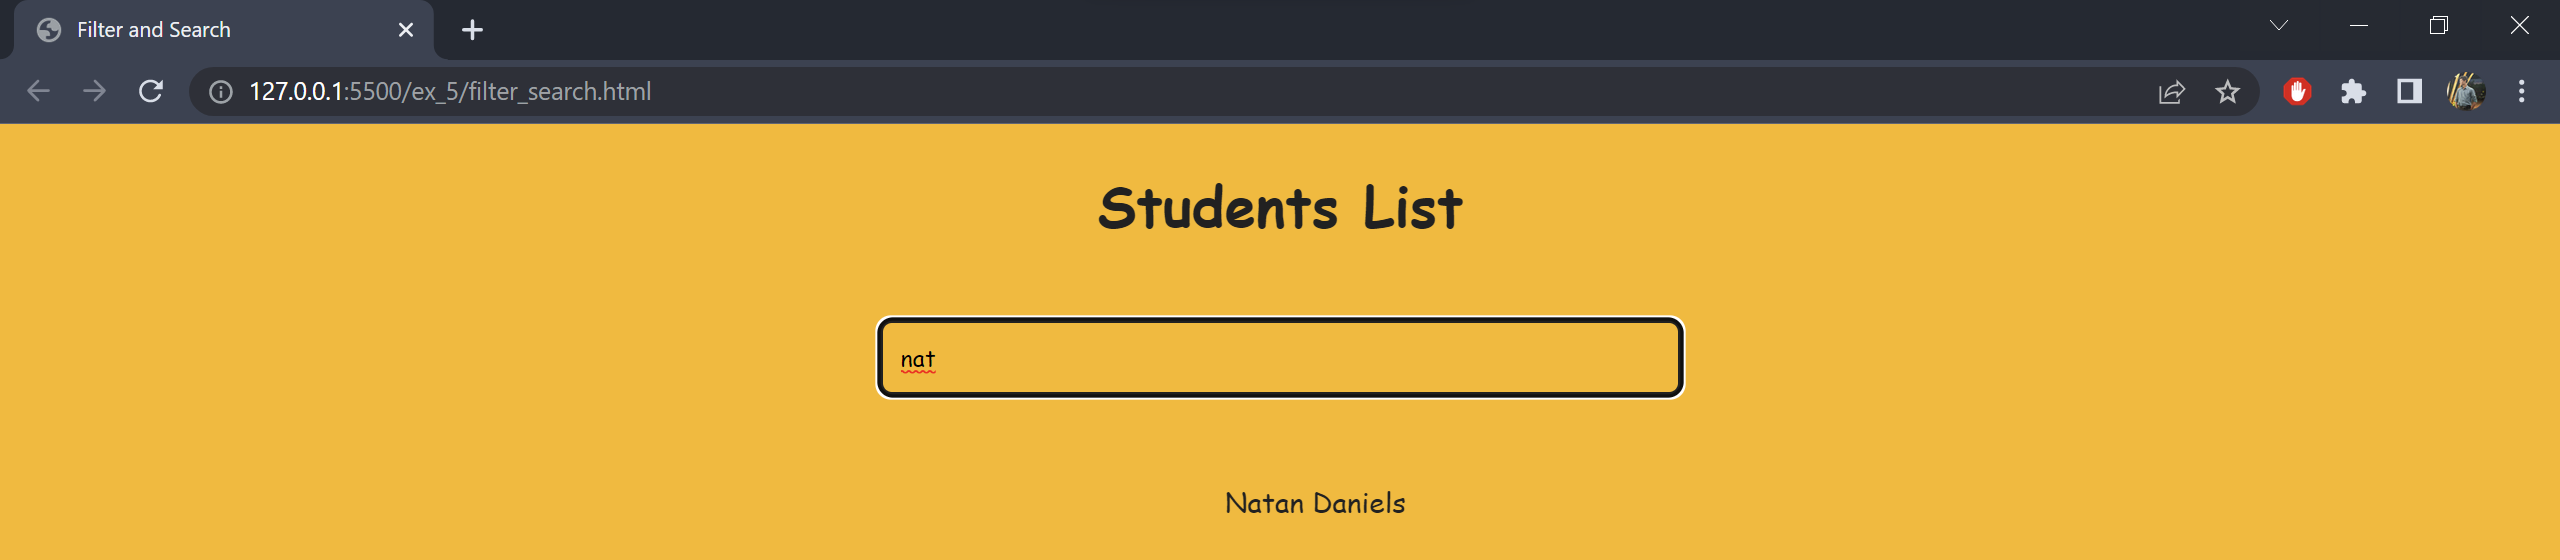 Filter and Search
127.0.0.1:5500/ex_5/filter_search.html
Students List
nat
Natan Daniels